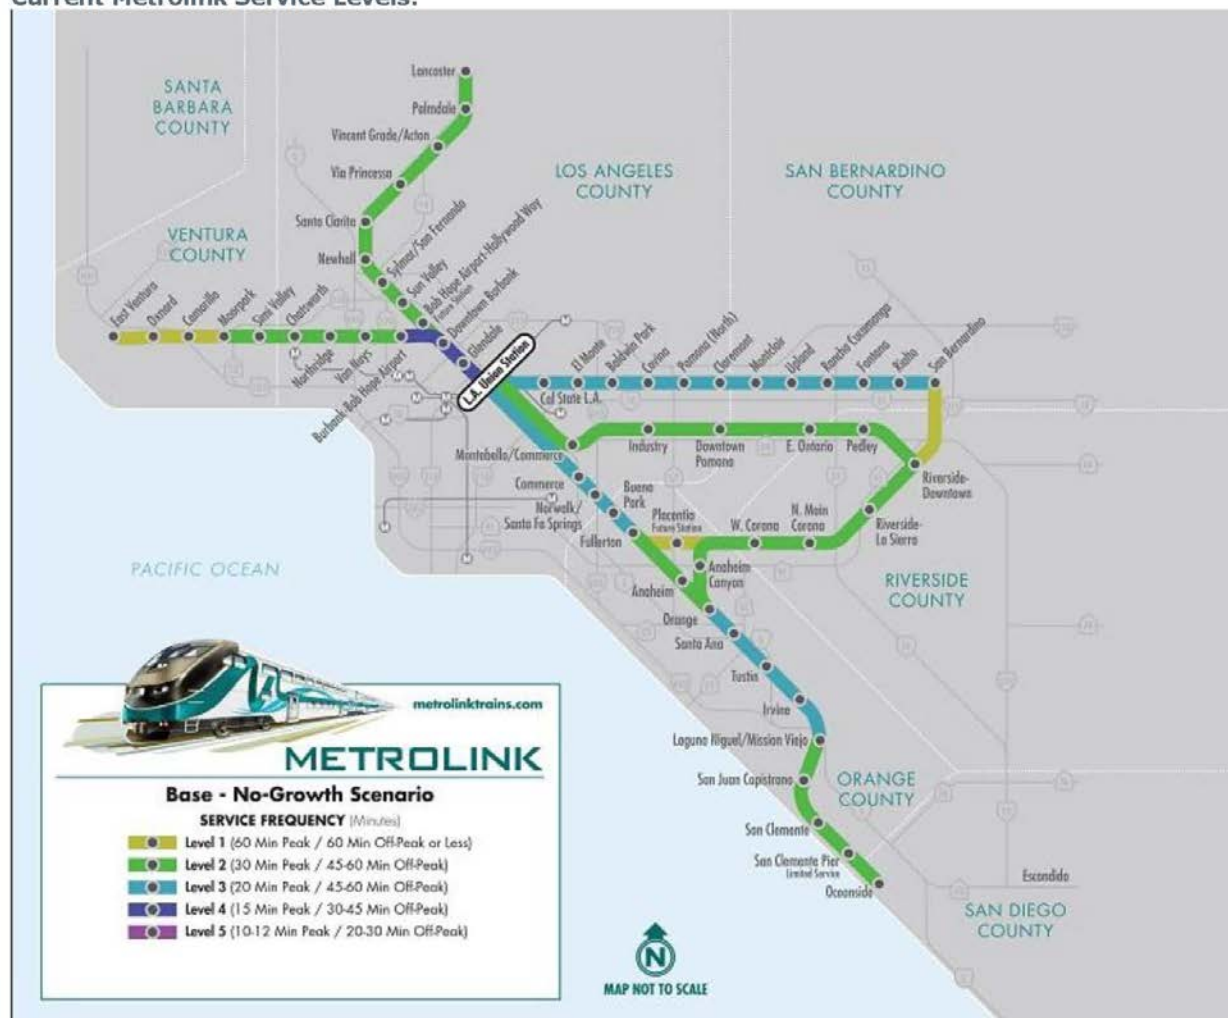 Current Metrolink Service Levels:
SANTA
BARBARA
COUNTY
Lancaster
Palmdale
Vincent Grade/Acton
Via Princessa
Santa Clarita
Newhall
LOS ANGELES
COUNTY
SAN BERNARDINO
COUNTY
VENTURA
COUNTY
Sylmar/San Fernando
Sun Valley
Bob Hope Airport-Hollywood Way
Future Station
Downtown Burbank
Glendale
East Ventura
Oxnard
Camarillo
Moorpark
Simi Valley
Chatsworth
Northridge
Van Nuys
Burbank-Bob Hope Airport
L.A. Union Station
Cal State L.A.
El Monte
Baldwin Park
Covina
Pomona (North)
Claremont
Montclair
Upland
Rancho Cucamonga
Fontana
Rialto
San Bernardino
Montebello/Commerce
Industry
Downtown
Pomona
E. Ontario
Pedley
Riverside-
Downtown
Commerce
Norwalk/
Santa Fe Springs
Buena
Park
Fullerton
Placentia
Future Station
W. Corona
N. Main
Corona
Riverside-
La Sierra
Anaheim
Canyon
Anaheim
Orange
Santa Ana
Tustin
Irvine
Laguna Niguel/Mission Viejo
San Juan Capistrano
San Clemente
San Clemente Pier
Limited Service
Oceanside
PACIFIC OCEAN
RIVERSIDE
COUNTY
ORANGE
COUNTY
Escondido
SAN DIEGO
COUNTY
metrolinktrains.com
METROLINK
Base - No-Growth Scenario
SERVICE FREQUENCY (Minutes)
Level 1 (60 Min Peak / 60 Min Off-Peak or Less)
Level 2 (30 Min Peak / 45-60 Min Off-Peak)
Level 3 (20 Min Peak / 45-60 Min Off-Peak)
Level 4 (15 Min Peak / 30-45 Min Off-Peak)
Level 5 (10-12 Min Peak / 20-30 Min Off-Peak)
N
MAP NOT TO SCALE